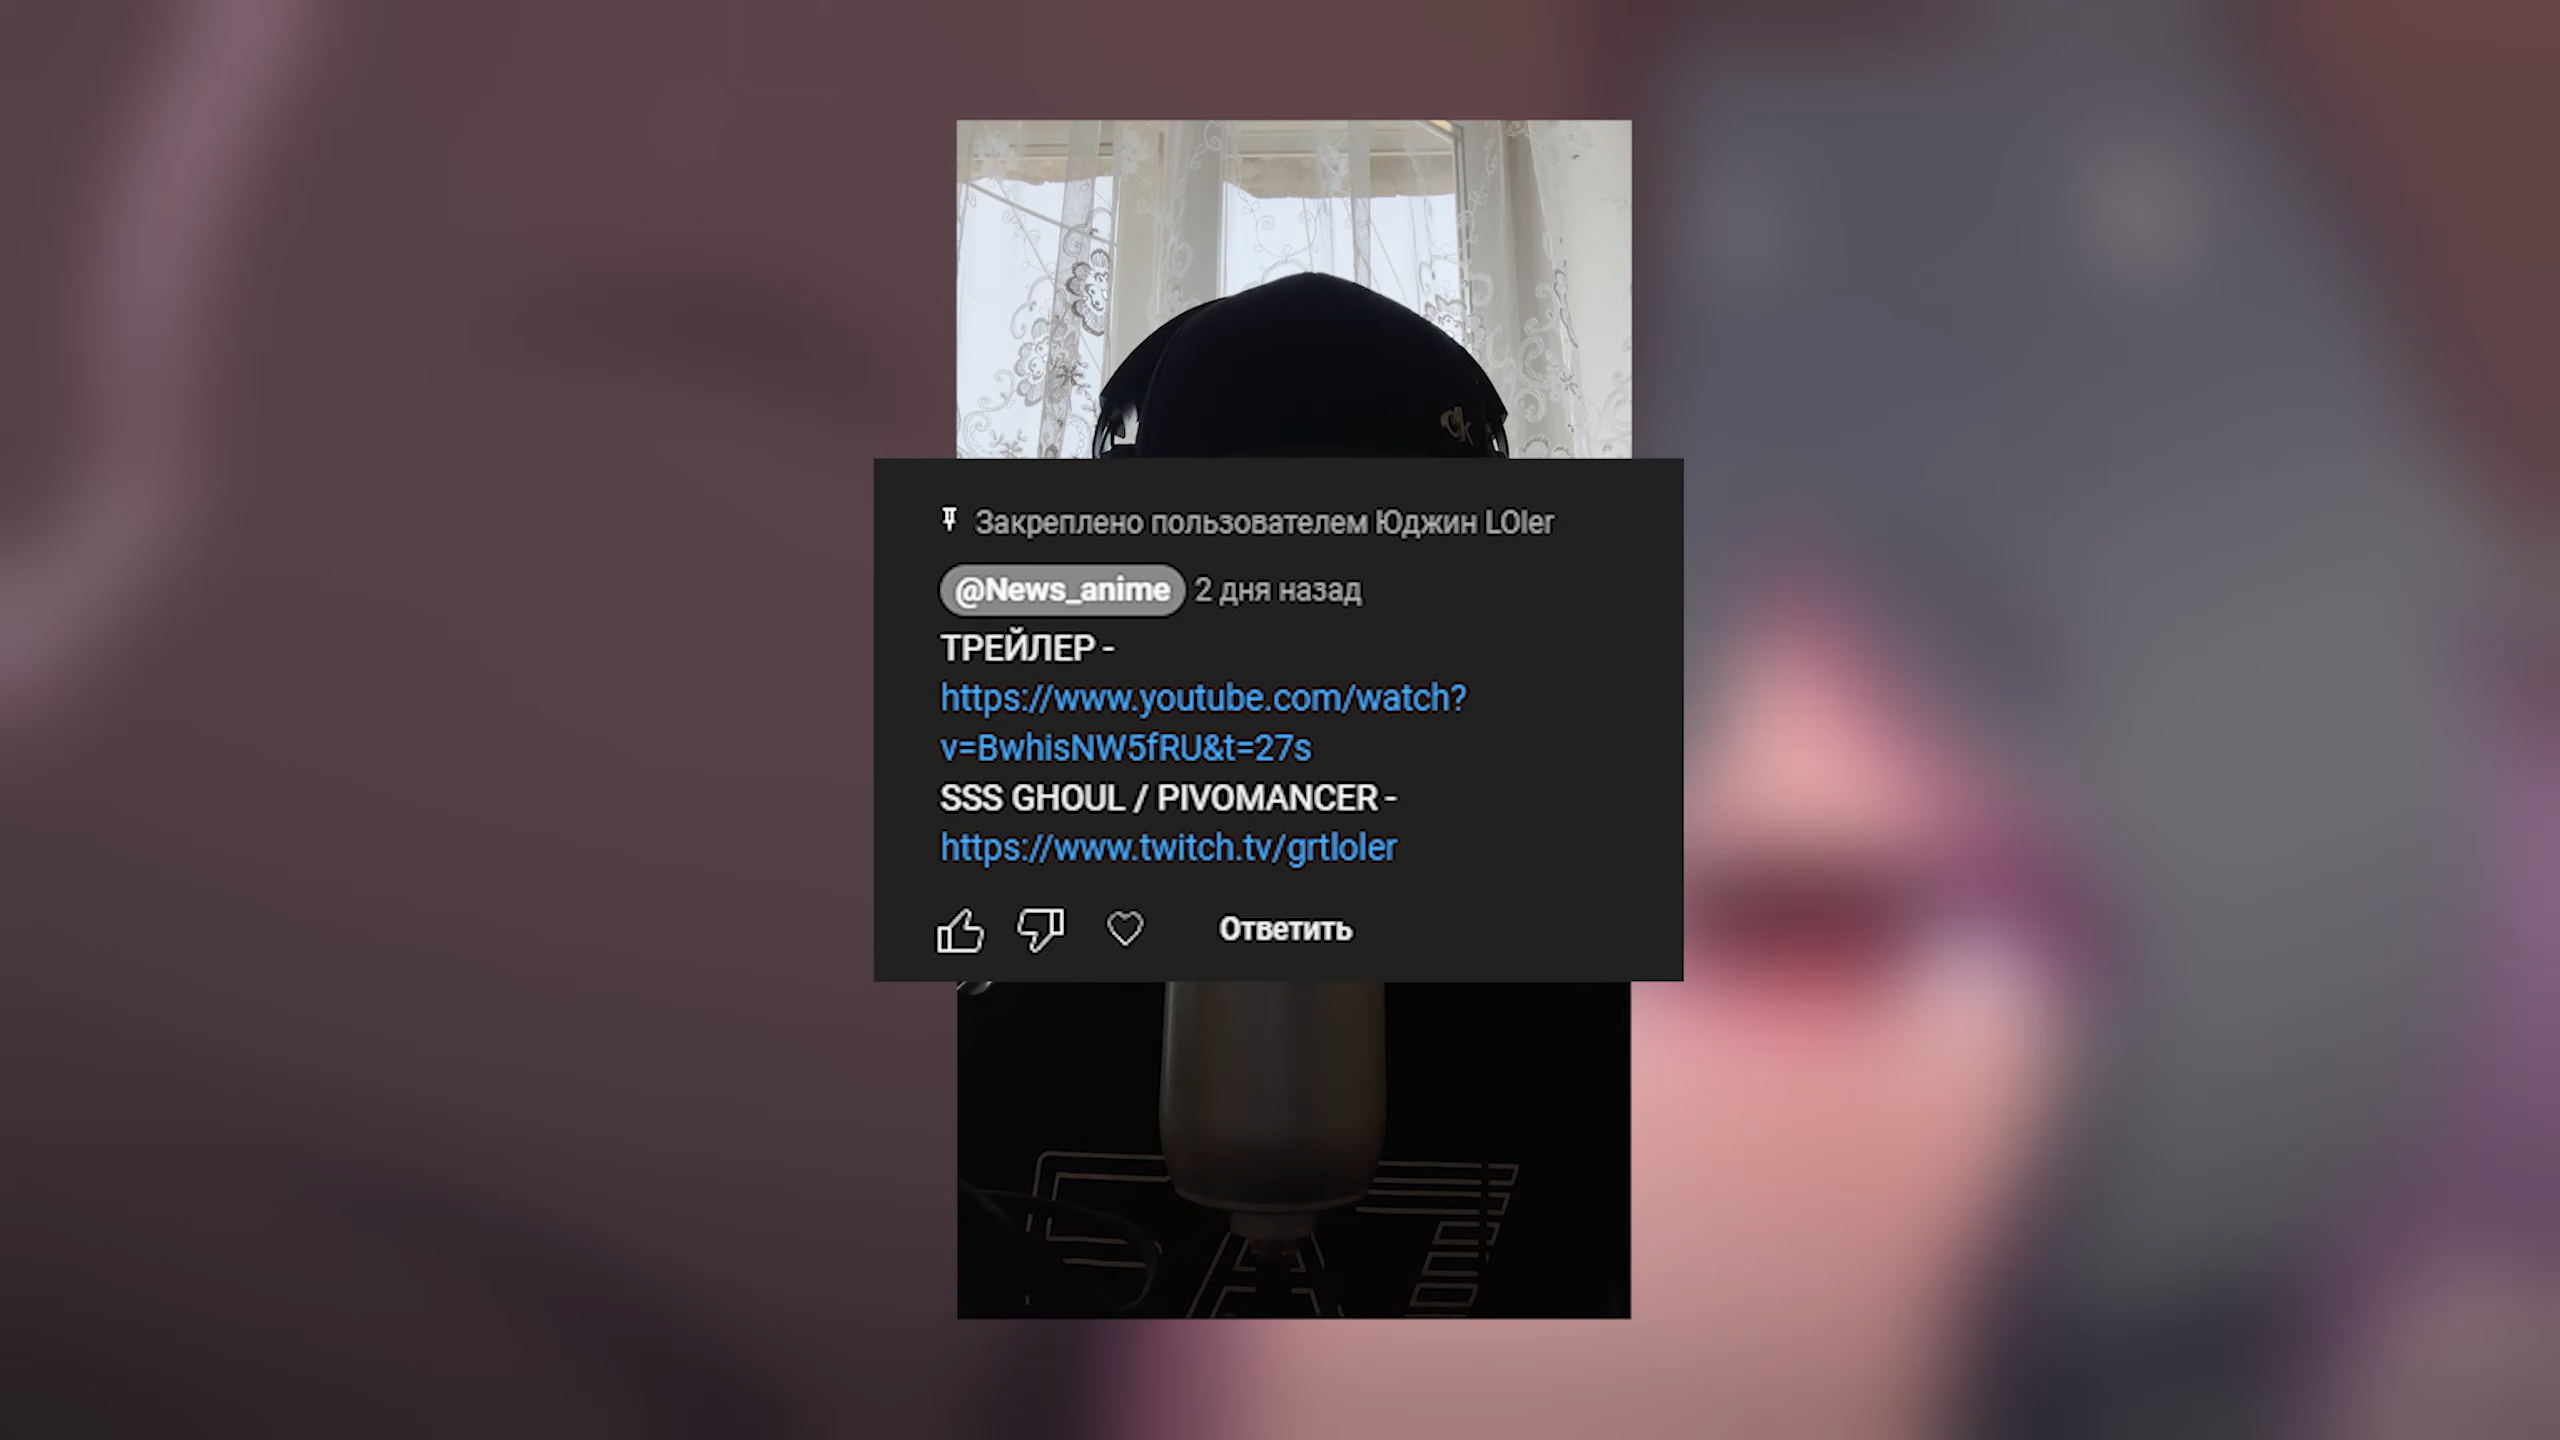 ck
Закреплено пользователем Юджин LOler
@News_anime 2 дня назад
ТРЕЙЛЕР -
https://www.youtube.com/watch?
v=BwhisNW5fRU&t=27s
SSS GHOUL / PIVOMANCER -
https://www.twitch.tv/grtloler
Ответить